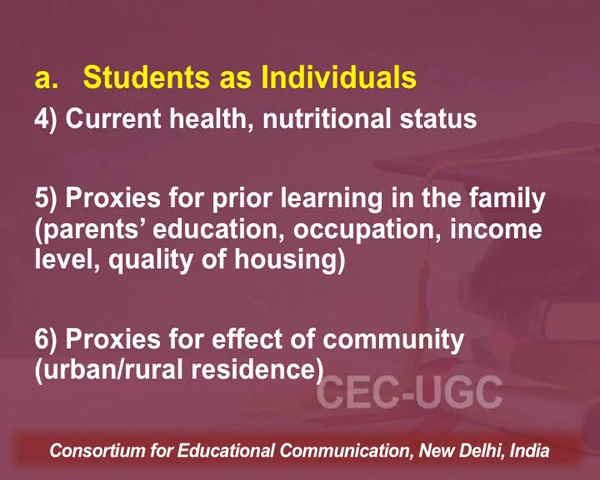 a. Students as Individuals
4) Current health, nutritional status
5) Proxies for prior learning in the family
(parents’ education, occupation, income
level, quality of housing)
6) Proxies for effect of community
(urban/rural residence)
CEC-UGC
Consortium for Educational Communication, New Delhi, India